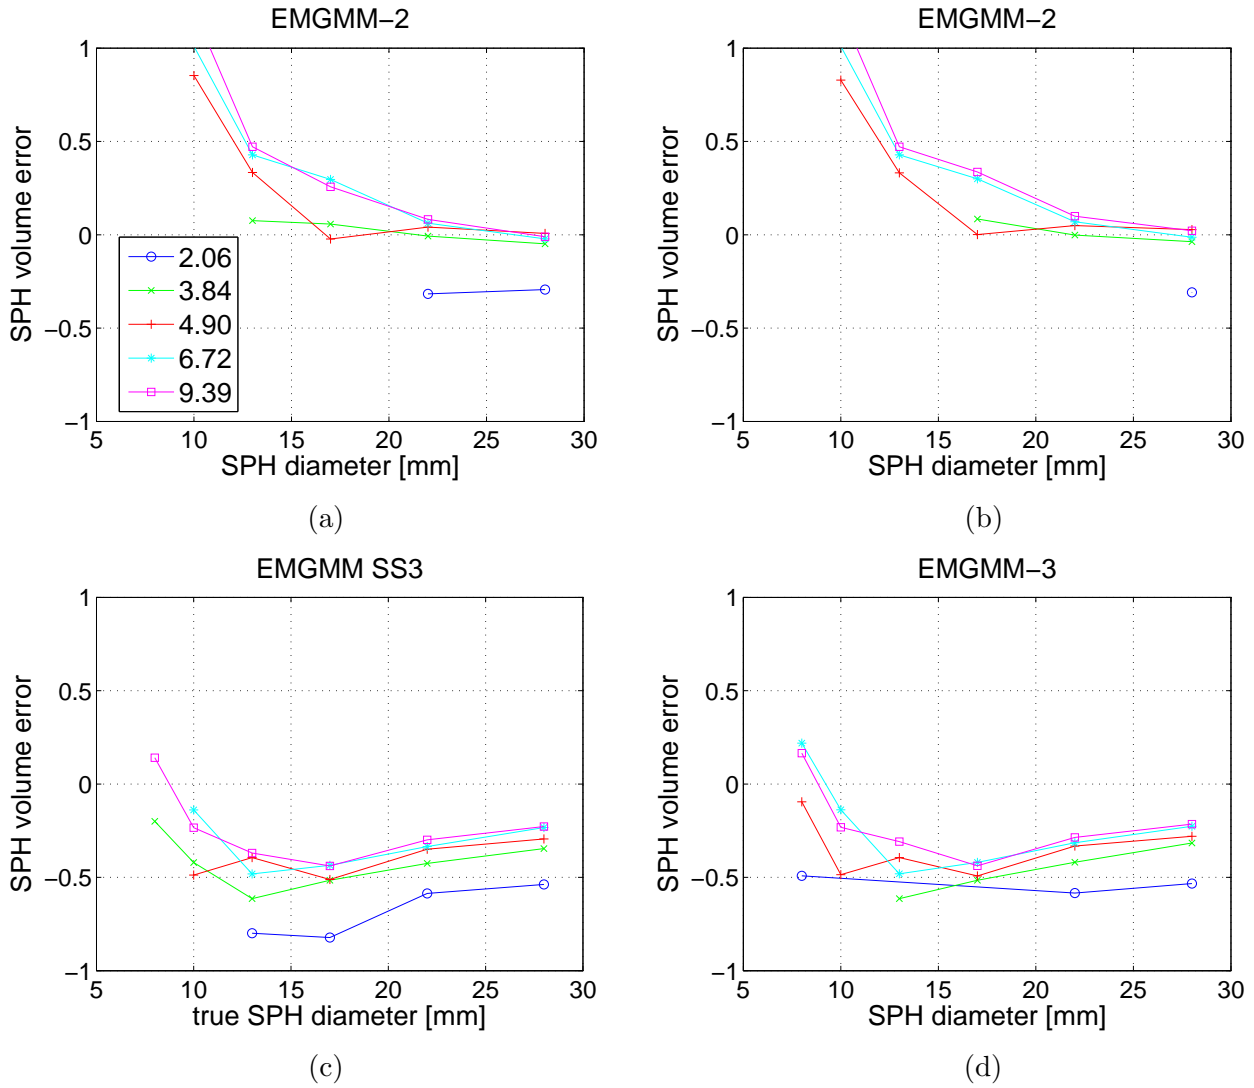 EMGMM−2
SPH volume error
1
0.5
0
−0.5
−1
2.06
3.84
4.90
6.72
9.39
5 10 15 20 25 30
SPH diameter [mm]
(a)
EMGMM−2
SPH volume error
1
0.5
0
−0.5
−1
5 10 15 20 25 30
SPH diameter [mm]
(b)
EMGMM SS3
SPH volume error
1
0.5
0
−0.5
−1
5 10 15 20 25 30
true SPH diameter [mm]
(c)
EMGMM−3
SPH volume error
1
0.5
0
−0.5
−1
5 10 15 20 25 30
SPH diameter [mm]
(d)